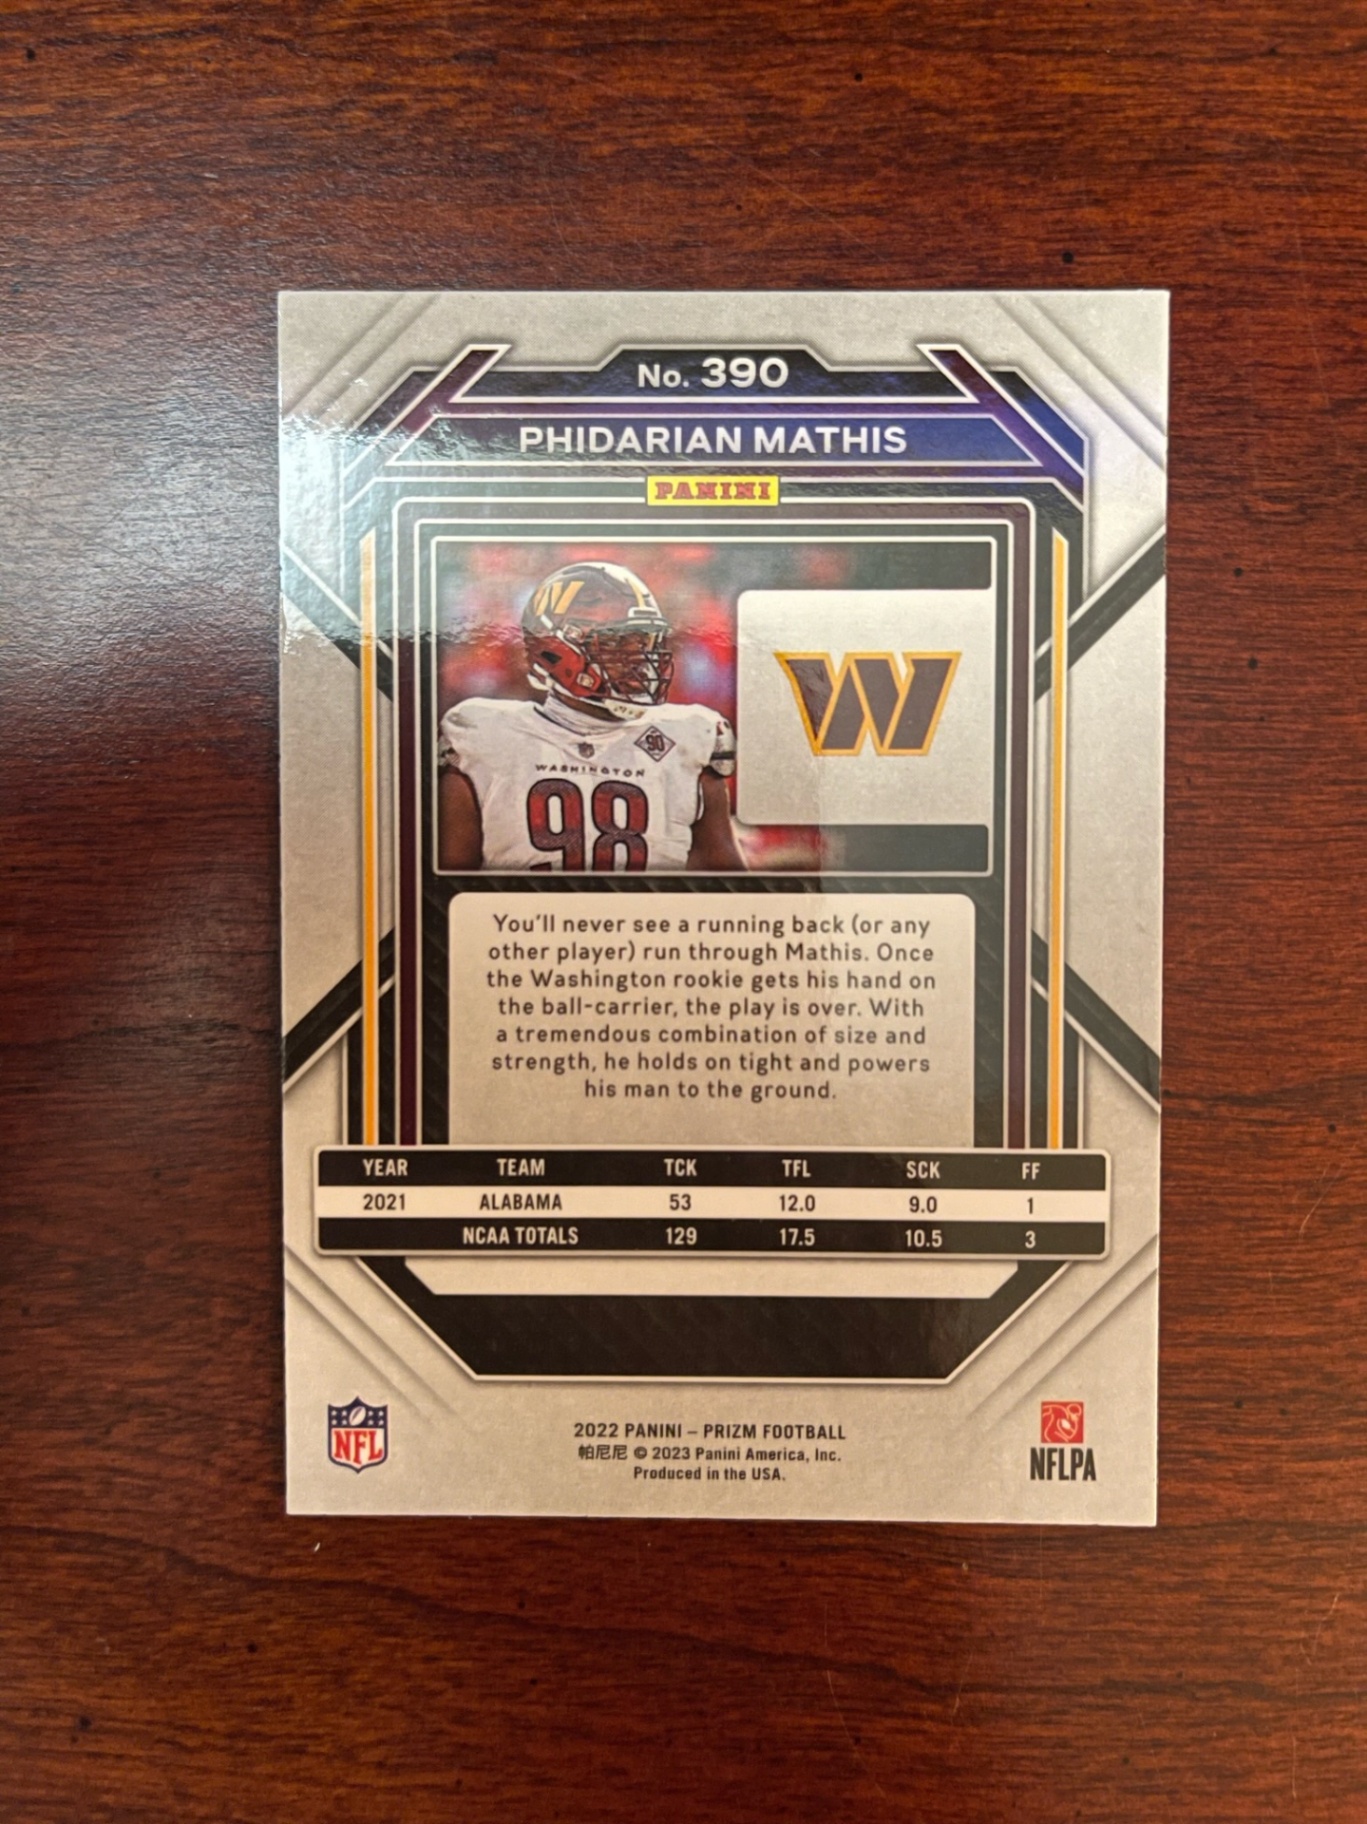 No. 390
PHIDARIAN MATHIS
PANINI
90
WASHINGTON
98
W
You'll never see a running back (or any
other player) run through Mathis. Once
the Washington rookie gets his hand on
the ball-carrier, the play is over. With
a tremendous combination of size and
strength, he holds on tight and powers
his man to the ground.
YEAR TEAM TCK TFL SCK FF
2021 ALABAMA 53 12.0 9.0 1
NCAA TOTALS 129 17.5 10.5 3
NFL
2022 PANINI – PRIZM FOOTBALL
帕尼尼 © 2023 Panini America, Inc.
Produced in the USA.
NFLPA